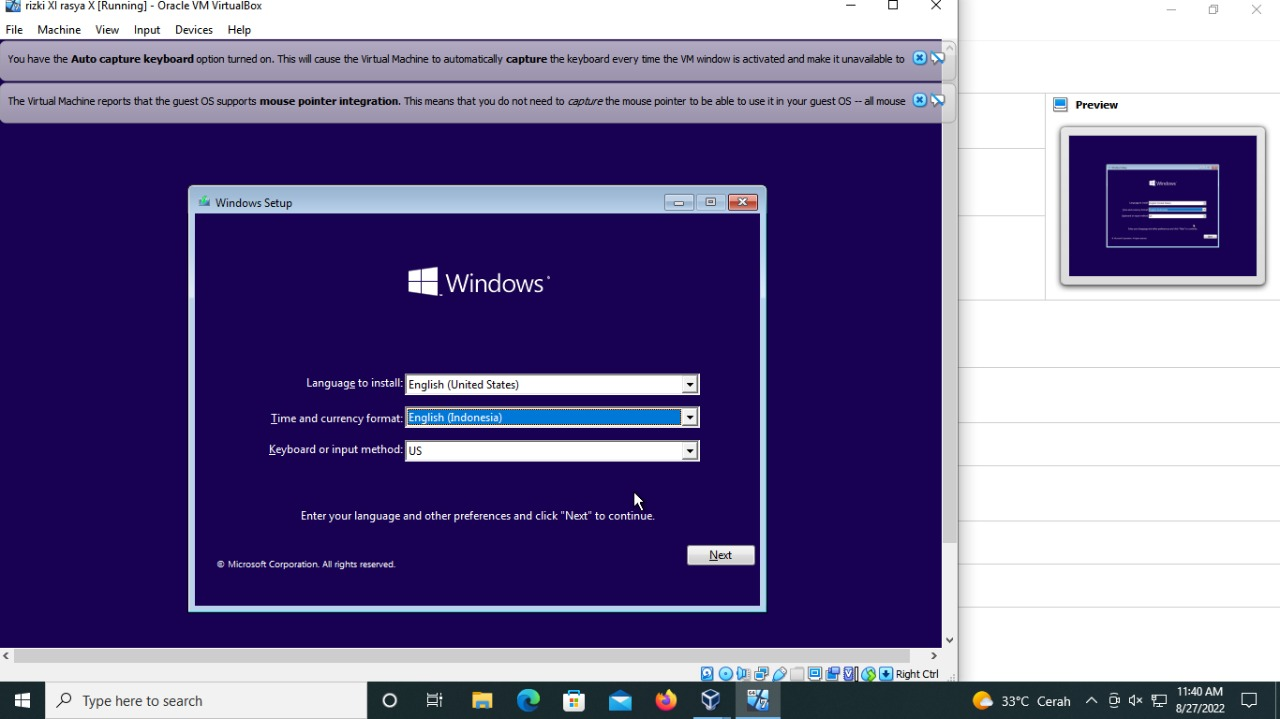 rizki XI rasya X [Running] - Oracle VM VirtualBox
File Machine View Input Devices Help
You have the Auto capture keyboard option turned on. This will cause the Virtual Machine to automatically capture the keyboard every time the VM window is activated and make it unavailable to
The Virtual Machine reports that the guest OS supports mouse pointer integration. This means that you do not need to capture the mouse pointer to be able to use it in your guest OS -- all mouse
Preview
Windows Setup
Windows
Language to install: English (United States)
Time and currency format: English (Indonesia)
Keyboard or input method: US
Enter your language and other preferences and click "Next" to continue.
Next
© Microsoft Corporation. All rights reserved.
Right Ctrl
Type here to search
33°C Cerah
11:40 AM
8/27/2022